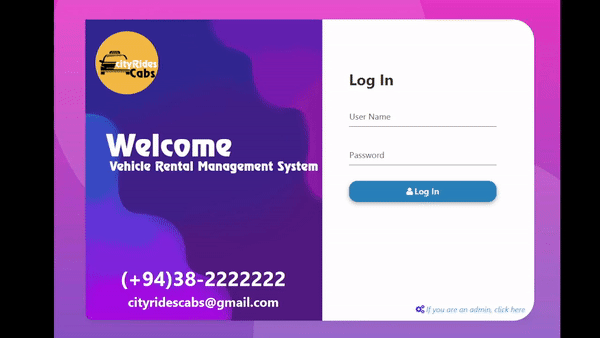 cityRides
Cabs
Welcome
Vehicle Rental Management System
(+94)38-2222222
cityridescabs@gmail.com
Log In
User Name
Password
Log In
If you are an admin, click here